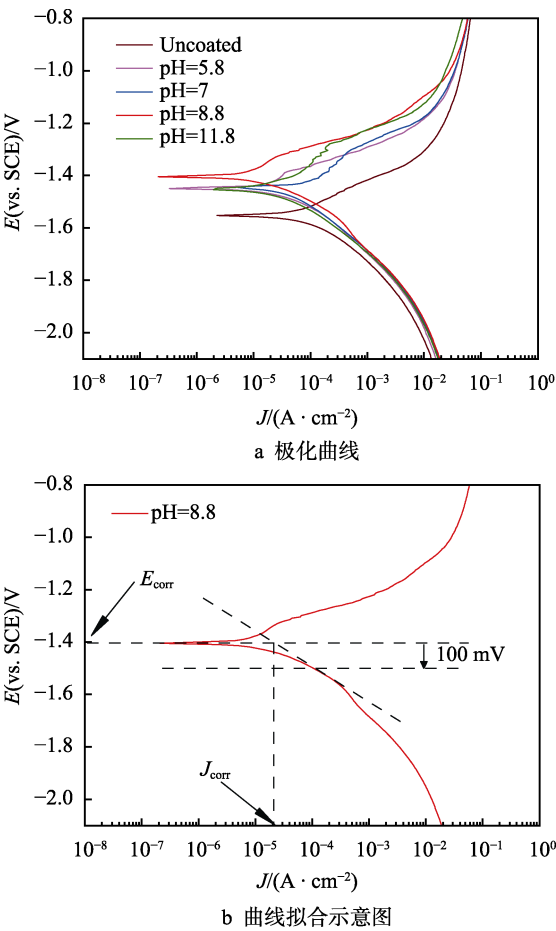 −0.8
−1.0
−1.2
−1.4
−1.6
−1.8
−2.0
E(vs. SCE)/V
Uncoated
pH=5.8
pH=7
pH=8.8
pH=11.8
10⁻⁸ 10⁻⁷ 10⁻⁶ 10⁻⁵ 10⁻⁴ 10⁻³ 10⁻² 10⁻¹ 10⁰
J/(A · cm⁻²)
a 极化曲线
−0.8
−1.0
−1.2
−1.4
−1.6
−1.8
−2.0
E(vs. SCE)/V
pH=8.8
Ecorr
100 mV
Jcorr
10⁻⁸ 10⁻⁷ 10⁻⁶ 10⁻⁵ 10⁻⁴ 10⁻³ 10⁻² 10⁻¹ 10⁰
J/(A · cm⁻²)
b 曲线拟合示意图